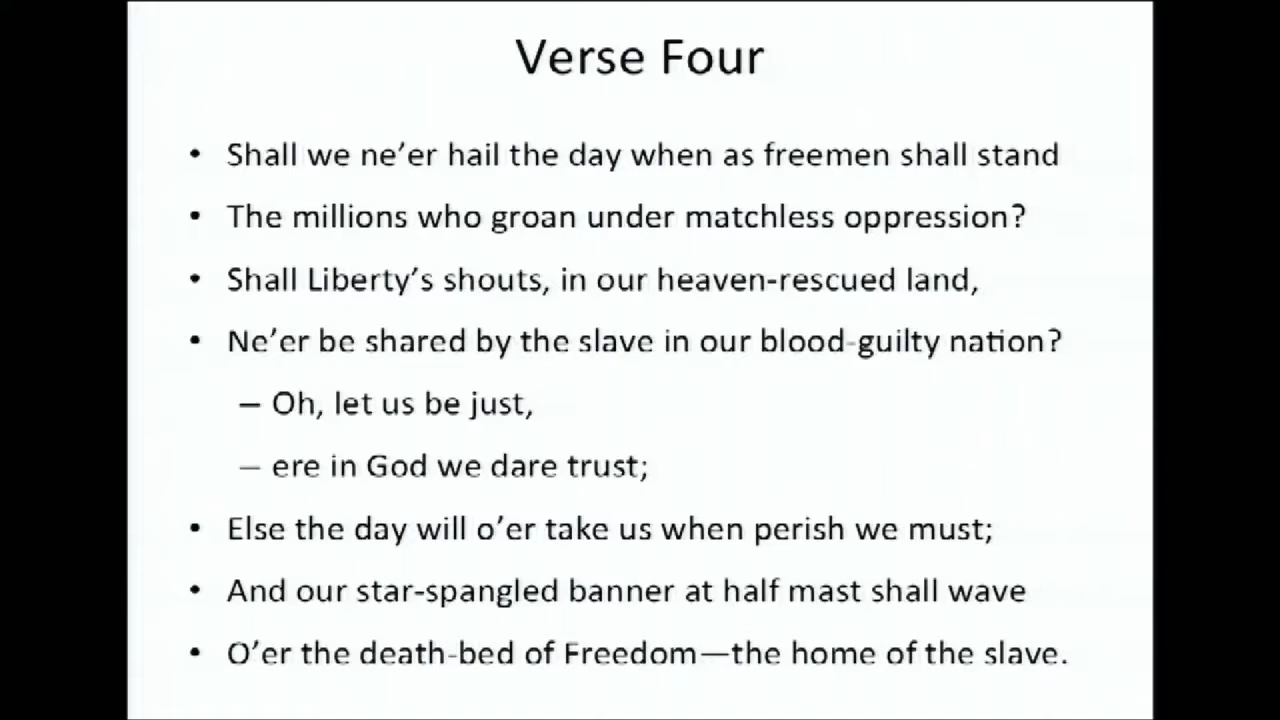 Verse Four
• Shall we ne’er hail the day when as freemen shall stand
• The millions who groan under matchless oppression?
• Shall Liberty’s shouts, in our heaven-rescued land,
• Ne’er be shared by the slave in our blood-guilty nation?
– Oh, let us be just,
– ere in God we dare trust;
• Else the day will o’er take us when perish we must;
• And our star-spangled banner at half mast shall wave
• O’er the death-bed of Freedom—the home of the slave.